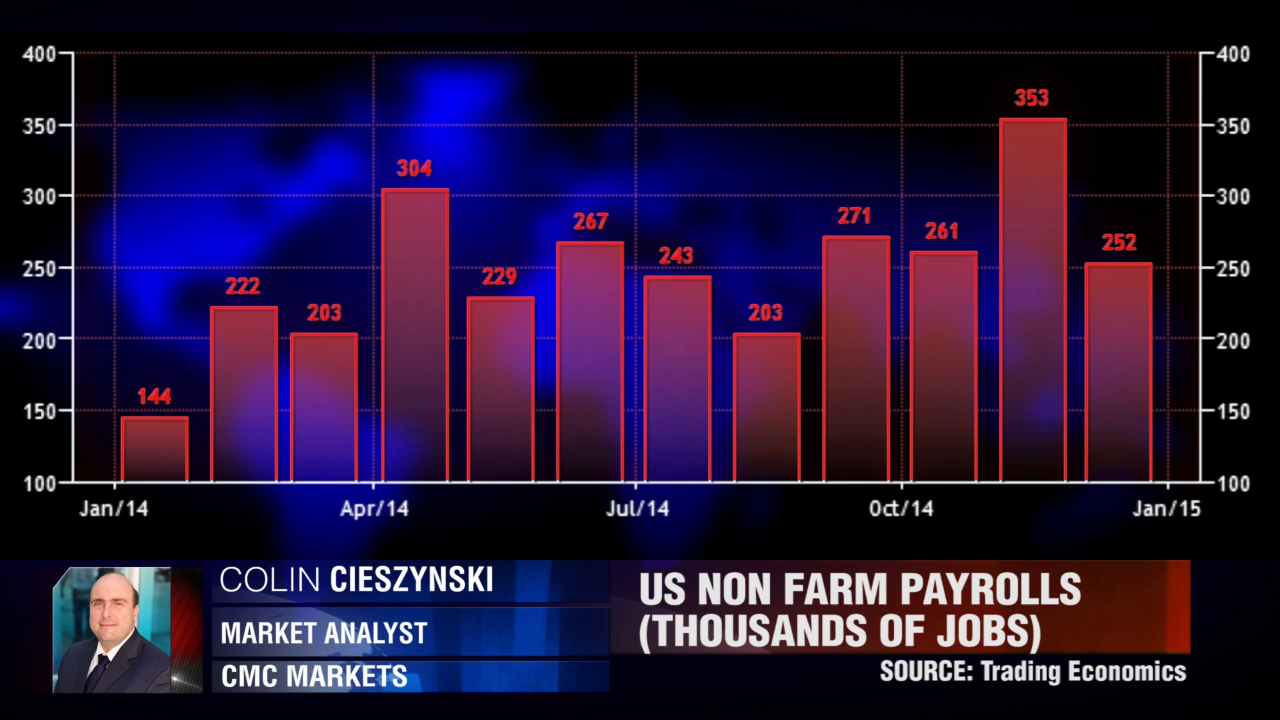 400
400
353
350
350
304
300
300
271
267
261
252
243
250
250
229
222
203
203
200
200
144
150
150
100
100
Jan/14
Apr/14
Jul/14
Oct/14
Jan/15
COLIN CIESZYNSKI
MARKET ANALYST
CMC MARKETS
US NON FARM PAYROLLS
(THOUSANDS OF JOBS)
SOURCE: Trading Economics